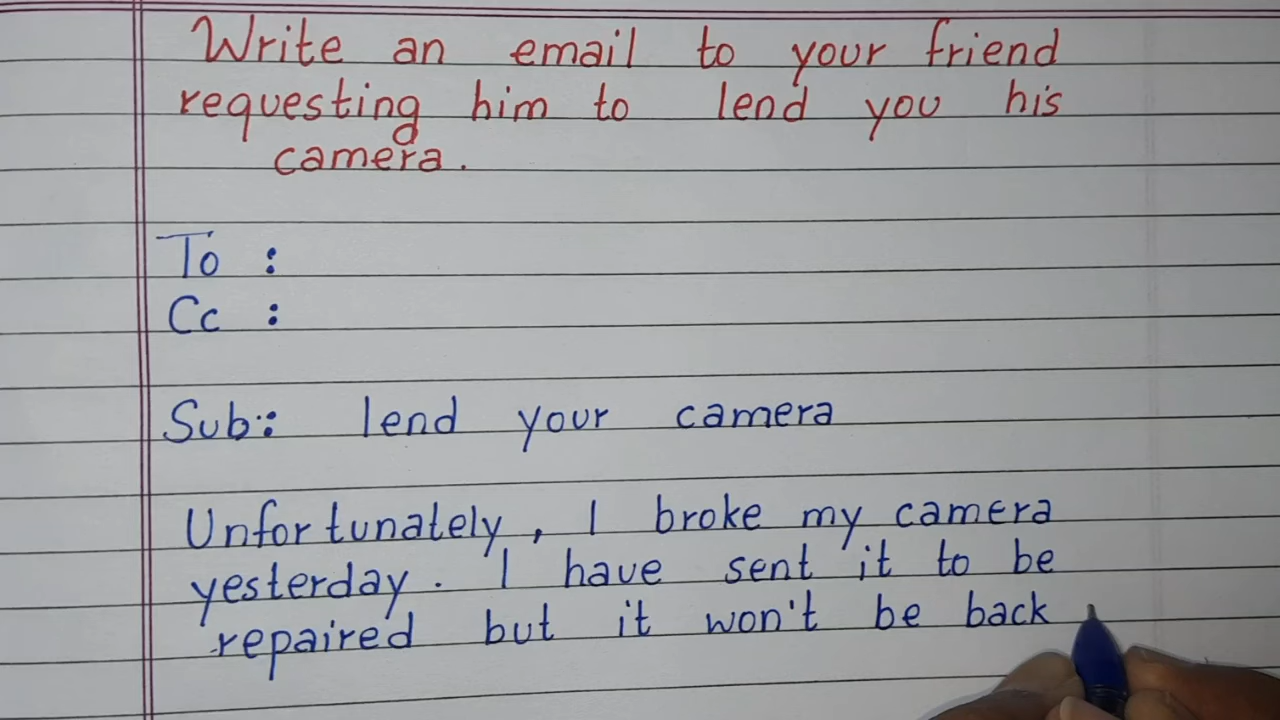 Write an email to your friend
requesting him to lend you his
camera.
To :
Cc :
Sub:: lend your camera
Unfortunately, I broke my camera
yesterday. I have sent it to be
repaired but it won't be back